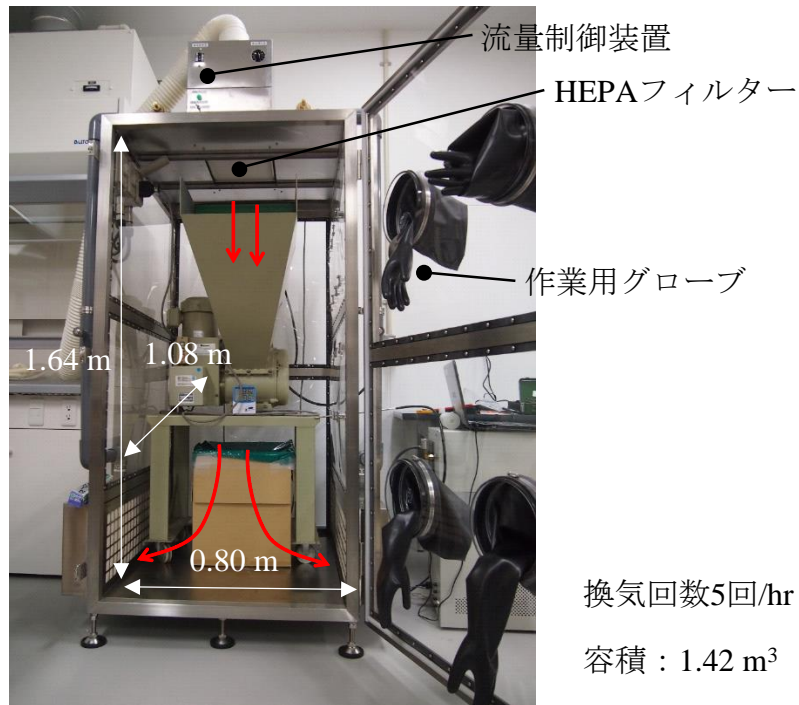 流量制御装置
HEPAフィルター
作業用グローブ
1.64 m
1.08 m
0.80 m
換気回数5回/hr
容積：1.42 m³